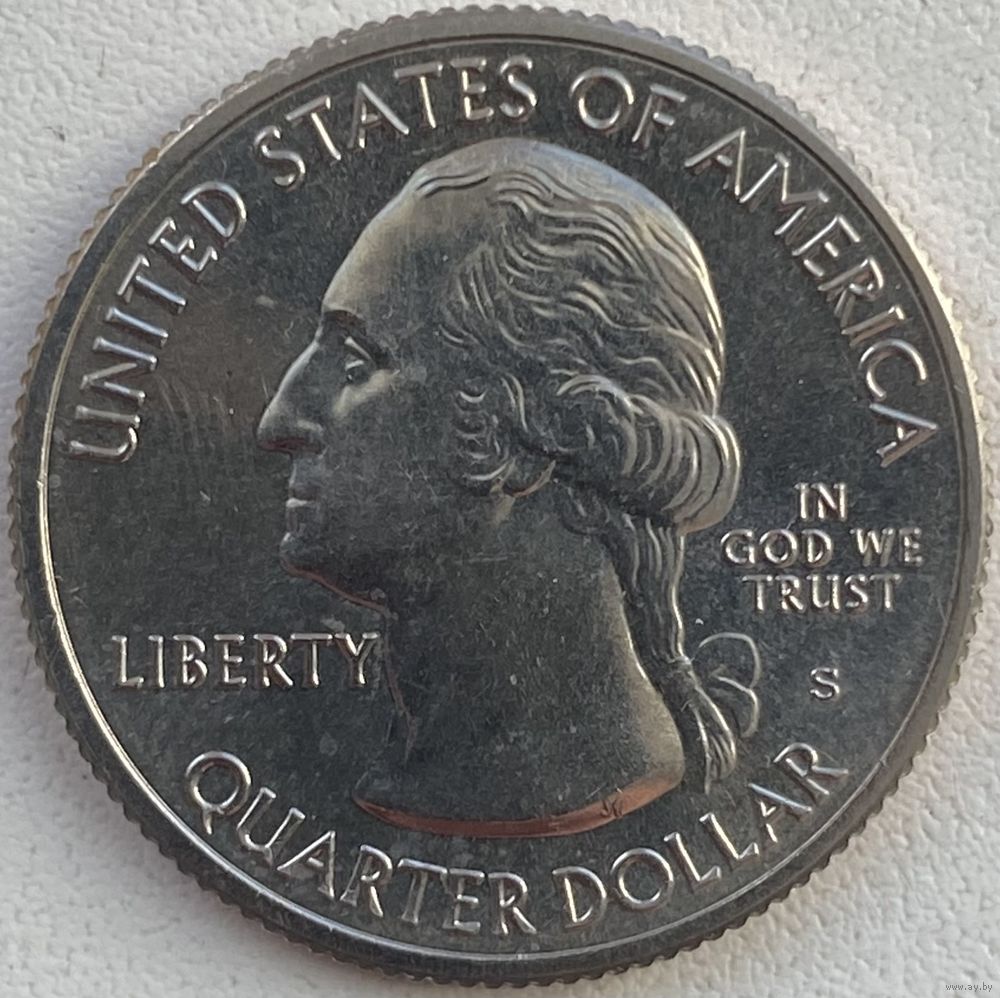 UNITED STATES OF AMERICA
IN
GOD WE
TRUST
LIBERTY
S
QUARTER DOLLAR
www.ay.by